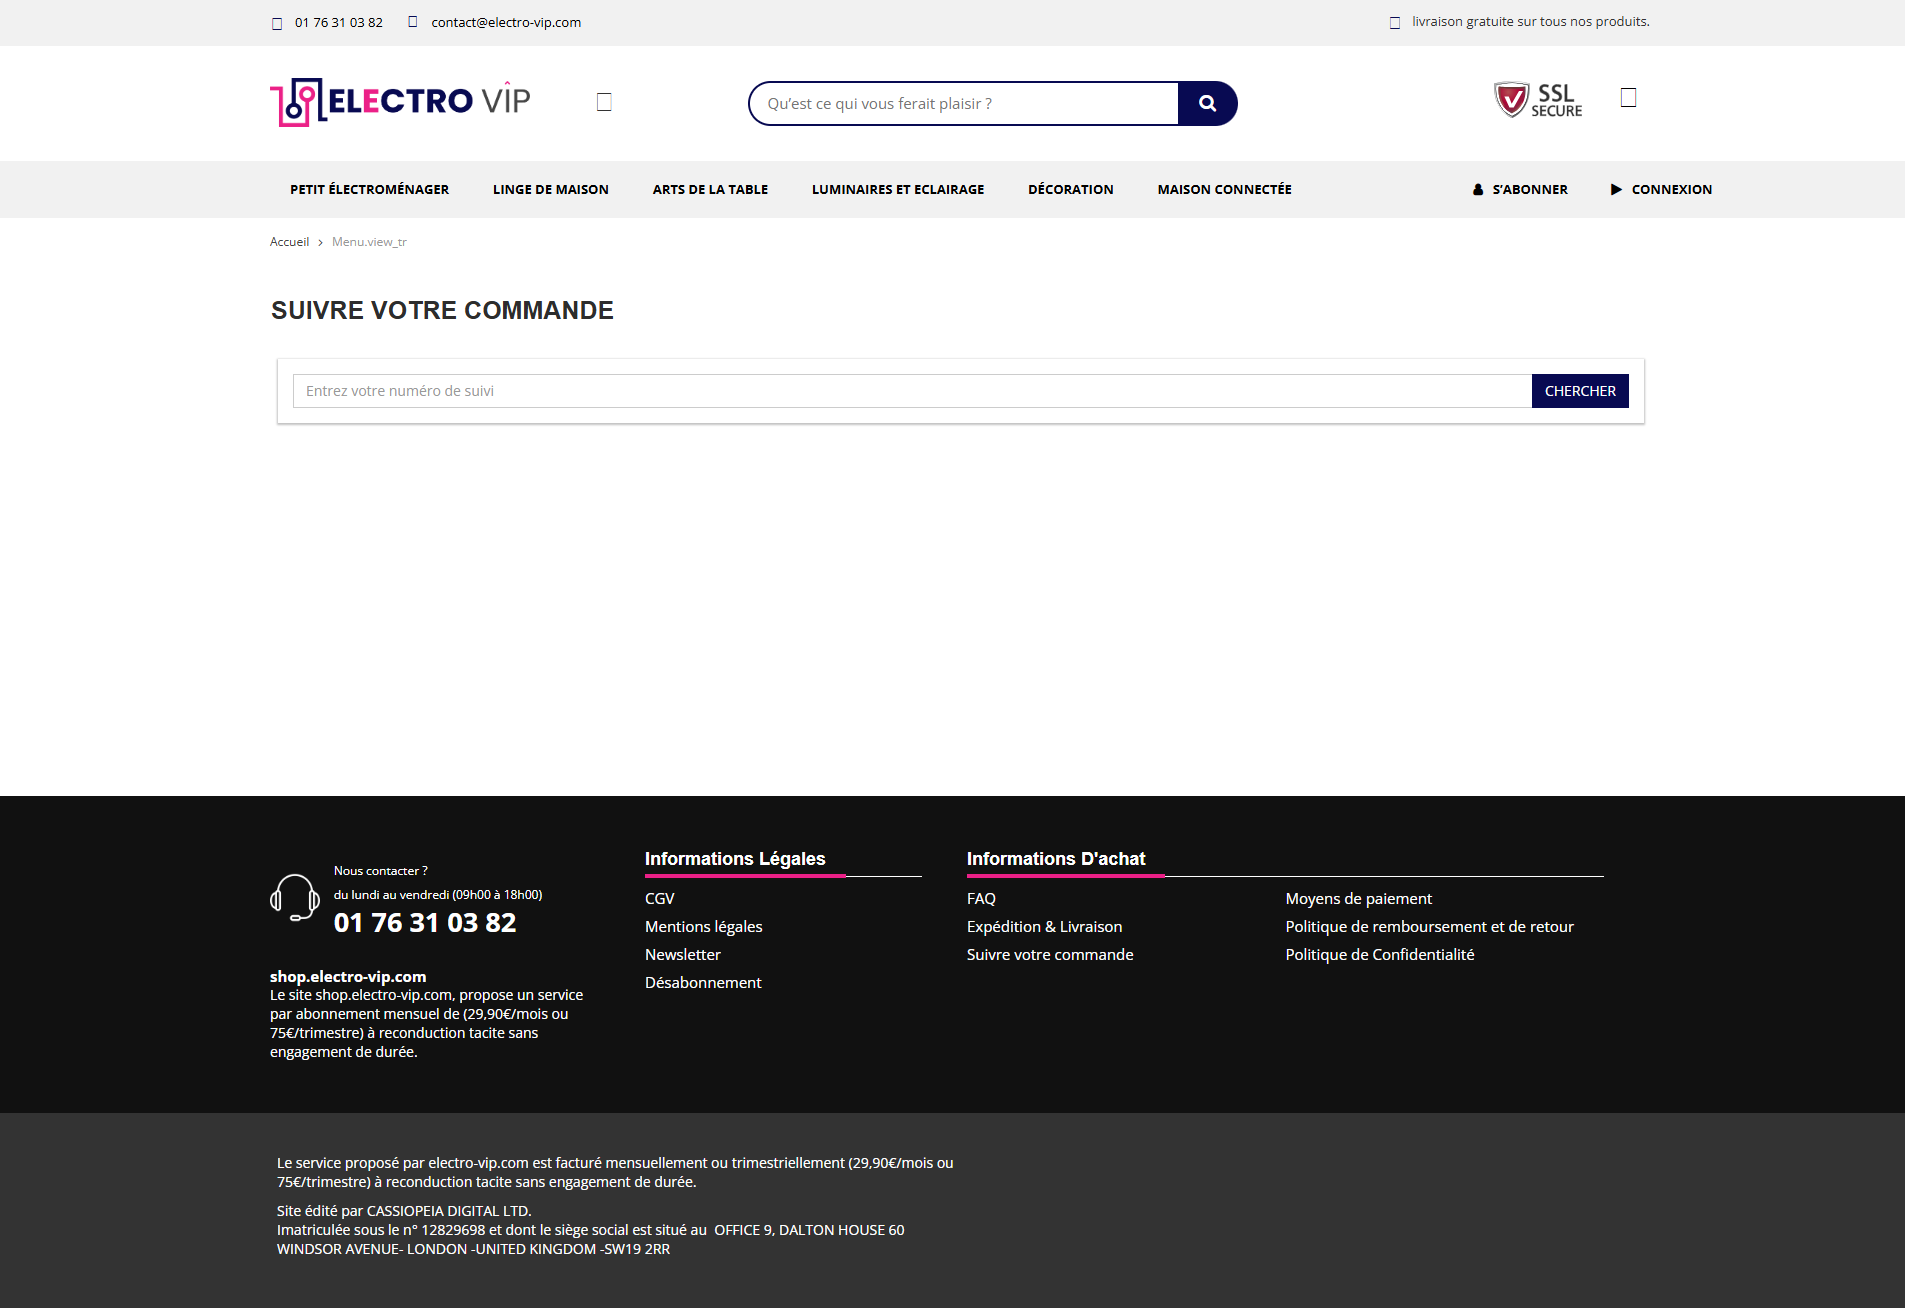 01 76 31 03 82 contact@electro-vip.com livraison gratuite sur tous nos produits.
ELECTRO VIP Qu’est ce qui vous ferait plaisir ? SSL
SECURE
PETIT ÉLECTROMÉNAGER LINGE DE MAISON ARTS DE LA TABLE LUMINAIRES ET ECLAIRAGE DÉCORATION MAISON CONNECTÉE S’ABONNER CONNEXION
Accueil > Menu.view_tr
SUIVRE VOTRE COMMANDE
Entrez votre numéro de suivi CHERCHER
Nous contacter ?
du lundi au vendredi (09h00 à 18h00)
01 76 31 03 82
shop.electro-vip.com
Le site shop.electro-vip.com, propose un service
par abonnement mensuel de (29,90€/mois ou
75€/trimestre) à reconduction tacite sans
engagement de durée.
Informations Légales
CGV
Mentions légales
Newsletter
Désabonnement
Informations D'achat
FAQ
Expédition & Livraison
Suivre votre commande
Moyens de paiement
Politique de remboursement et de retour
Politique de Confidentialité
Le service proposé par electro-vip.com est facturé mensuellement ou trimestriellement (29,90€/mois ou
75€/trimestre) à reconduction tacite sans engagement de durée.
Site édité par CASSIOPEIA DIGITAL LTD.
Imatriculée sous le n° 12829698 et dont le siège social est situé au  OFFICE 9, DALTON HOUSE 60
WINDSOR AVENUE- LONDON -UNITED KINGDOM -SW19 2RR